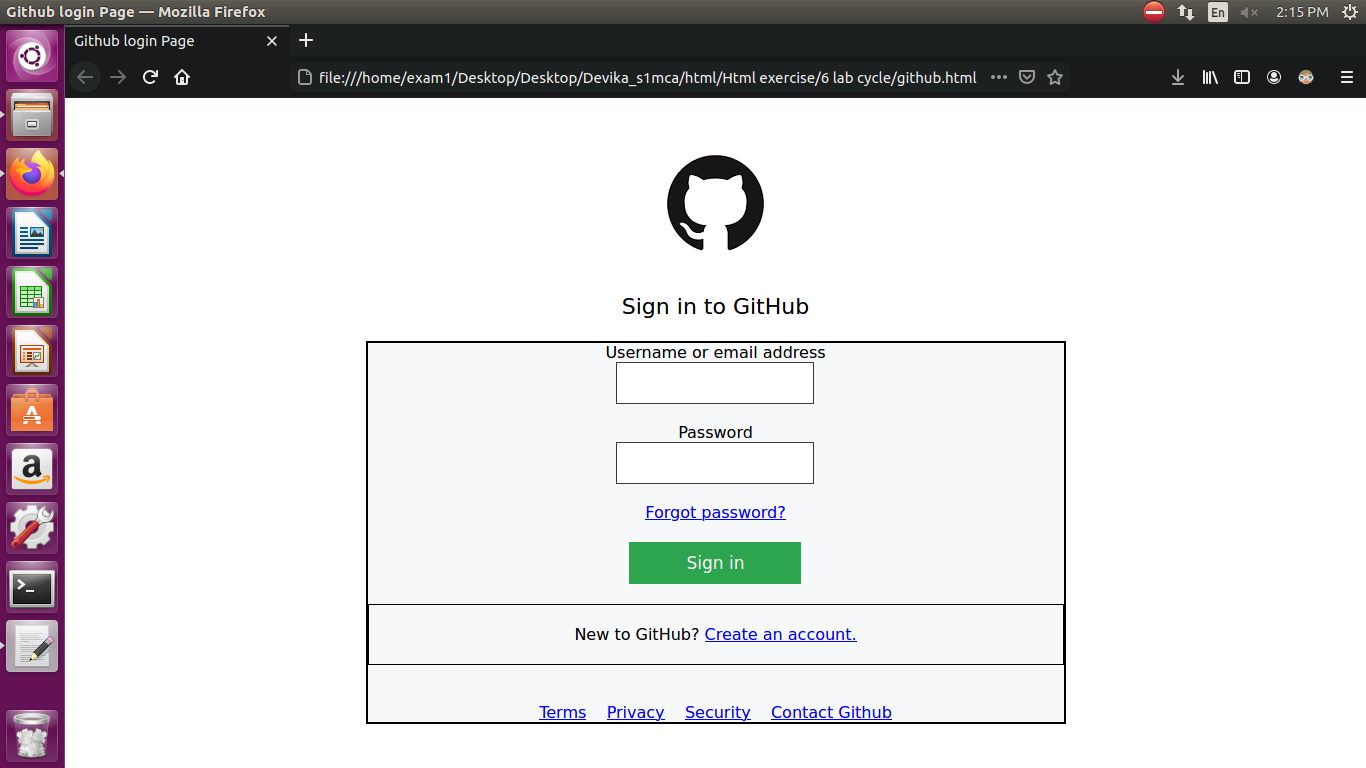 Github login Page — Mozilla Firefox
En
2:15 PM
Github login Page
file:///home/exam1/Desktop/Desktop/Devika_s1mca/html/Html exercise/6 lab cycle/github.html
Sign in to GitHub
Username or email address
Password
Forgot password?
Sign in
New to GitHub? Create an account.
Terms Privacy Security Contact Github